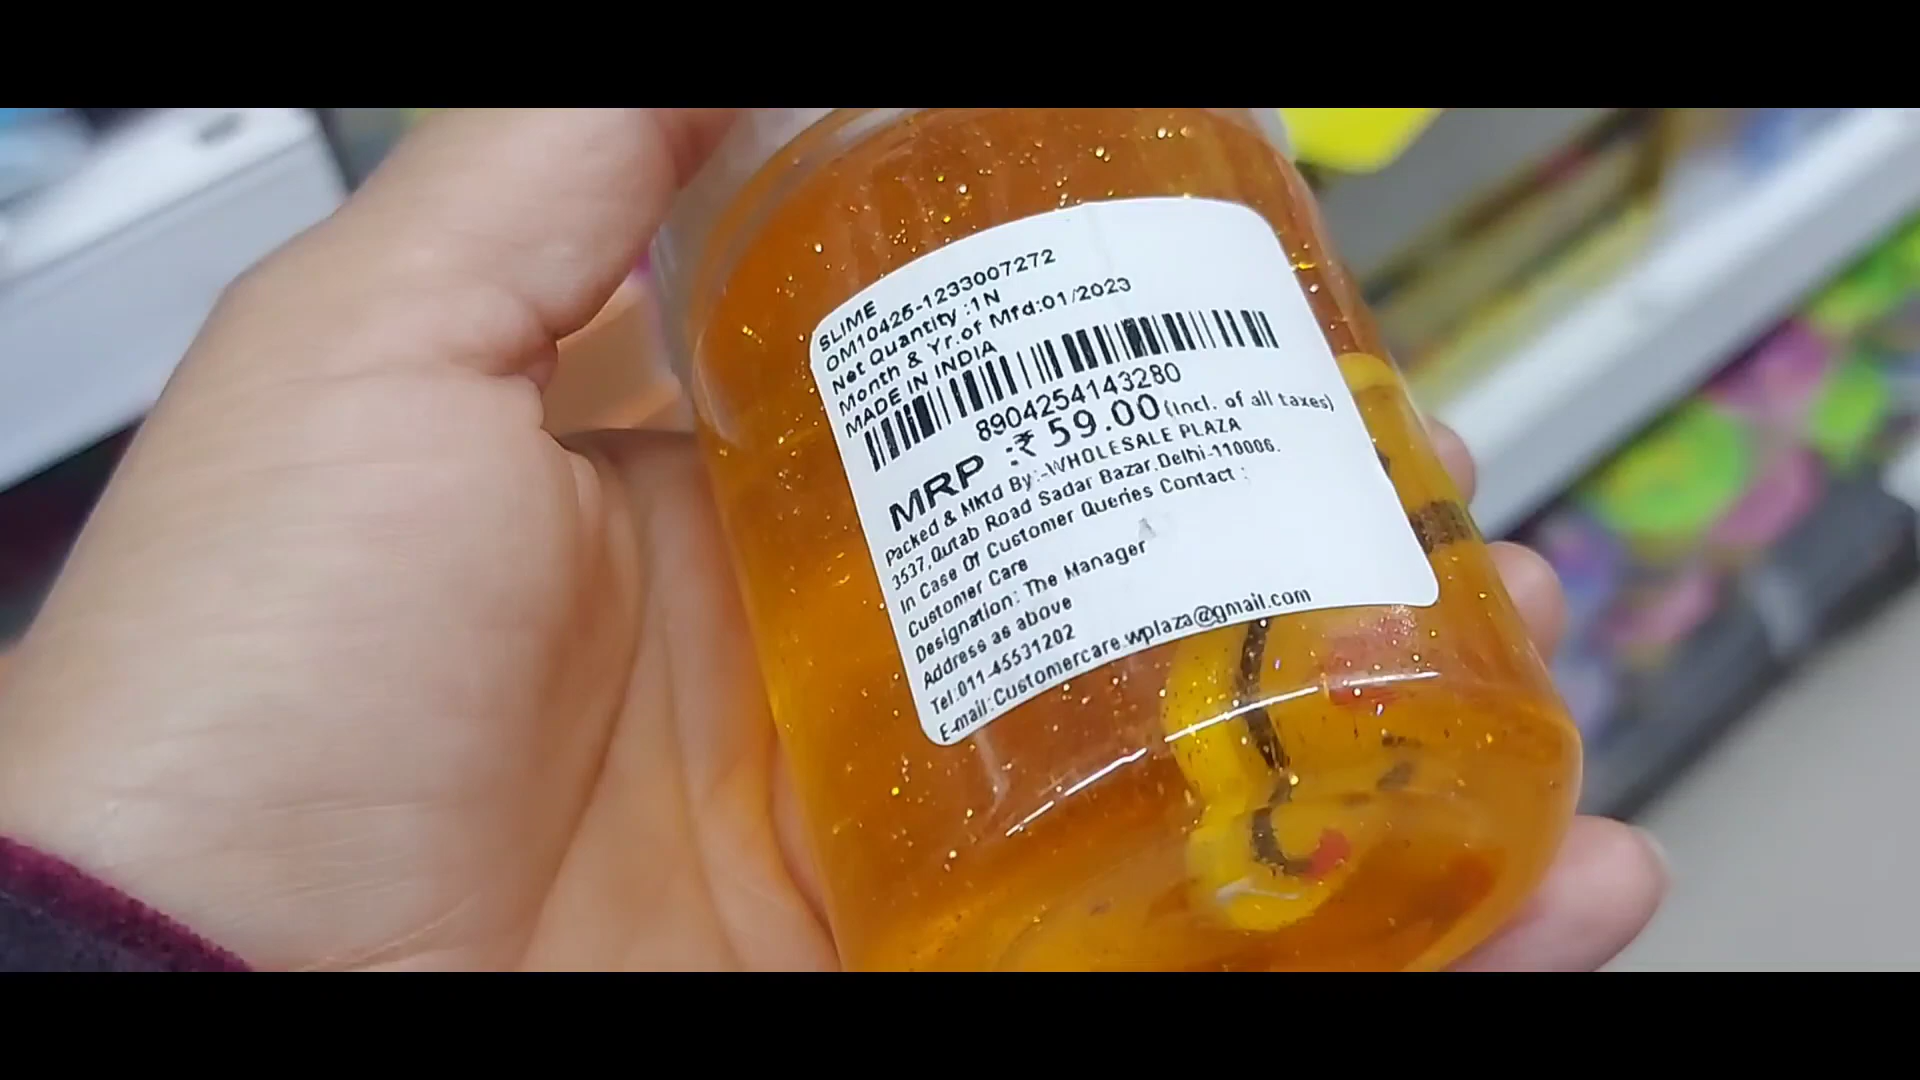 SLIME
OM10425-1233007272
Net Quantity :1N
Month & Yr.of Mfd:01/2023
MADE IN INDIA
8904254143280
MRP :₹ 59.00 (Incl. of all taxes)
Packed & Mktd By:-WHOLESALE PLAZA
3537,Qutab Road Sadar Bazar,Delhi-110006.
In Case Of Customer Queries Contact :
Customer Care
Designation: The Manager
Address as above
Tel:011-45531202
E-mail:Customercare.wplaza@gmail.com